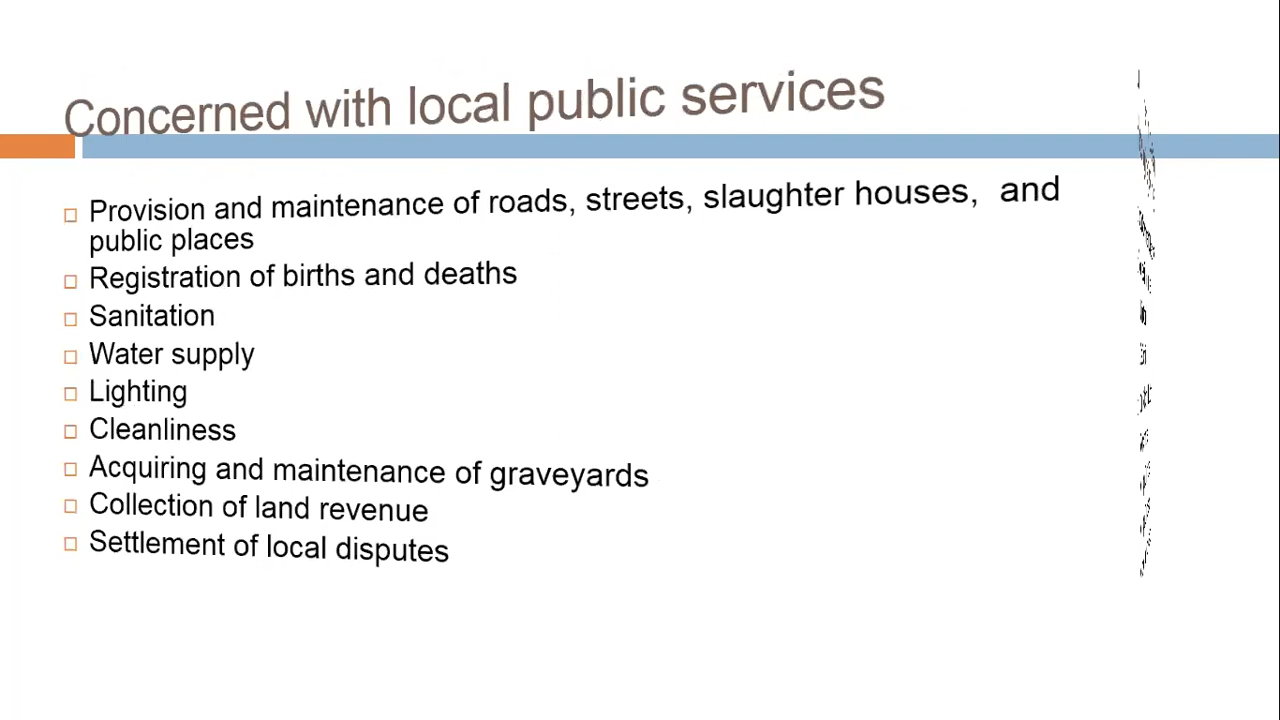 Concerned with local public services
Provision and maintenance of roads, streets, slaughter houses, and
public places
Registration of births and deaths
Sanitation
Water supply
Lighting
Cleanliness
Acquiring and maintenance of graveyards
Collection of land revenue
Settlement of local disputes